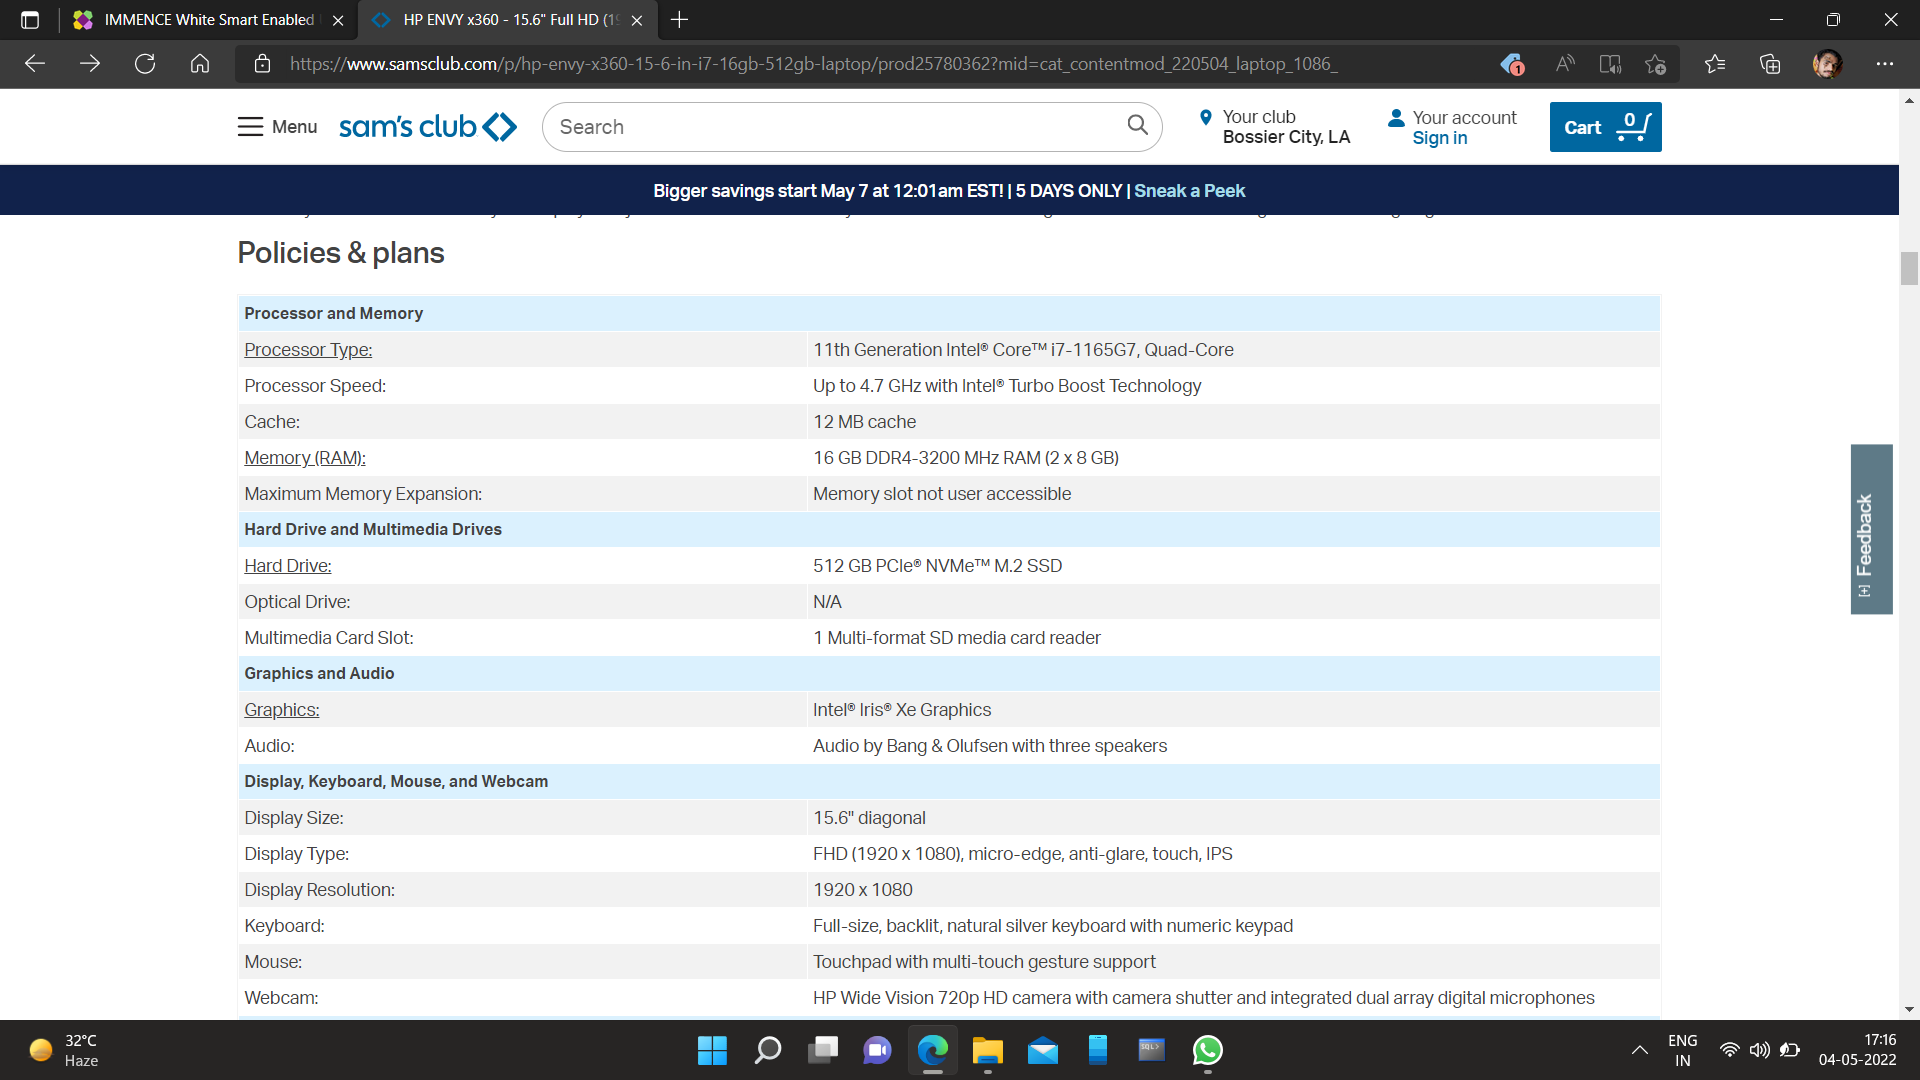 IMMENCE White Smart Enabled
HP ENVY x360 - 15.6" Full HD (19
https://www.samsclub.com/p/hp-envy-x360-15-6-in-i7-16gb-512gb-laptop/prod25780362?mid=cat_contentmod_220504_laptop_1086_
1
Menu
sam's club
Search
Your club
Bossier City, LA
Your account
Sign in
Cart 0
Bigger savings start May 7 at 12:01am EST! | 5 DAYS ONLY | Sneak a Peek
Policies & plans
Processor and Memory
Processor Type: 11th Generation Intel® Core™ i7-1165G7, Quad-Core
Processor Speed: Up to 4.7 GHz with Intel® Turbo Boost Technology
Cache: 12 MB cache
Memory (RAM): 16 GB DDR4-3200 MHz RAM (2 x 8 GB)
Maximum Memory Expansion: Memory slot not user accessible
Hard Drive and Multimedia Drives
Hard Drive: 512 GB PCIe® NVMe™ M.2 SSD
Optical Drive: N/A
Multimedia Card Slot: 1 Multi-format SD media card reader
Graphics and Audio
Graphics: Intel® Iris® Xe Graphics
Audio: Audio by Bang & Olufsen with three speakers
Display, Keyboard, Mouse, and Webcam
Display Size: 15.6" diagonal
Display Type: FHD (1920 x 1080), micro-edge, anti-glare, touch, IPS
Display Resolution: 1920 x 1080
Keyboard: Full-size, backlit, natural silver keyboard with numeric keypad
Mouse: Touchpad with multi-touch gesture support
Webcam: HP Wide Vision 720p HD camera with camera shutter and integrated dual array digital microphones
[+] Feedback
32°C
Haze
SQL>
ENG
IN
17:16
04-05-2022